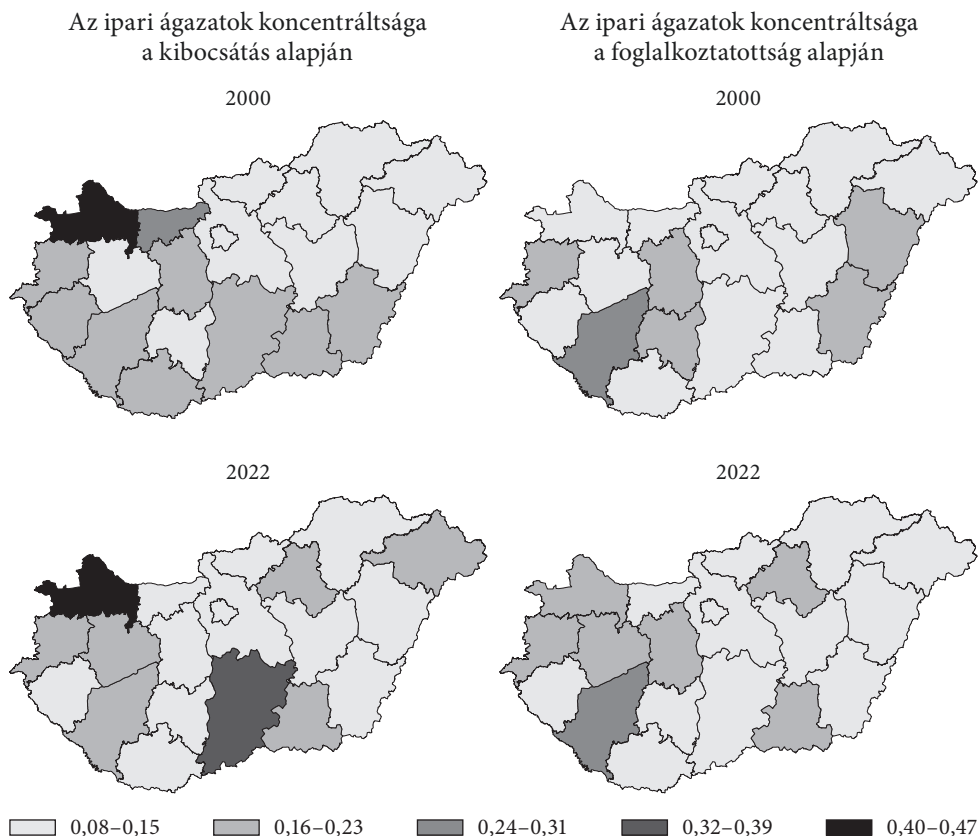 Az ipari ágazatok koncentráltsága
a kibocsátás alapján
Az ipari ágazatok koncentráltsága
a foglalkoztatottság alapján
2000
2000
2022
2022
0,08–0,15
0,16–0,23
0,24–0,31
0,32–0,39
0,40–0,47